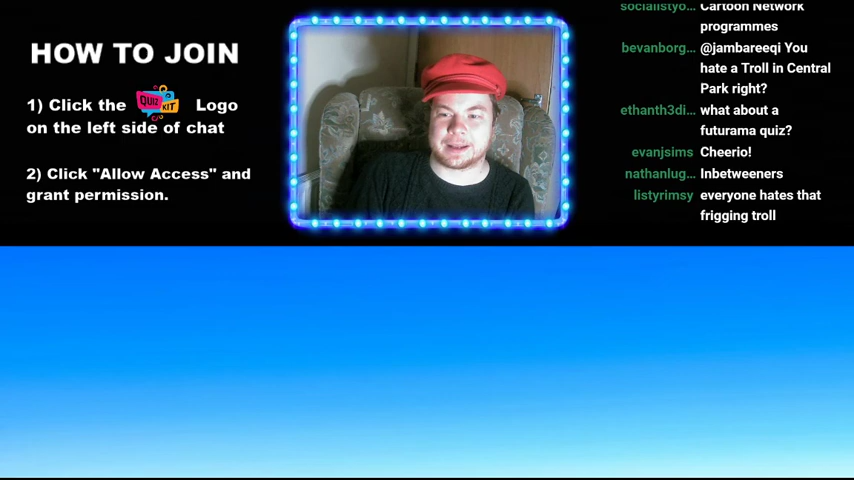 HOW TO JOIN
1) Click the QUIZ KIT Logo
on the left side of chat
2) Click "Allow Access" and
grant permission.
socialistyo... Cartoon Network
programmes
bevanborg... @jambareeqi You
hate a Troll in Central
Park right?
ethanth3di... what about a
futurama quiz?
evanjsims Cheerio!
nathanlug... Inbetweeners
listyrimsy everyone hates that
frigging troll